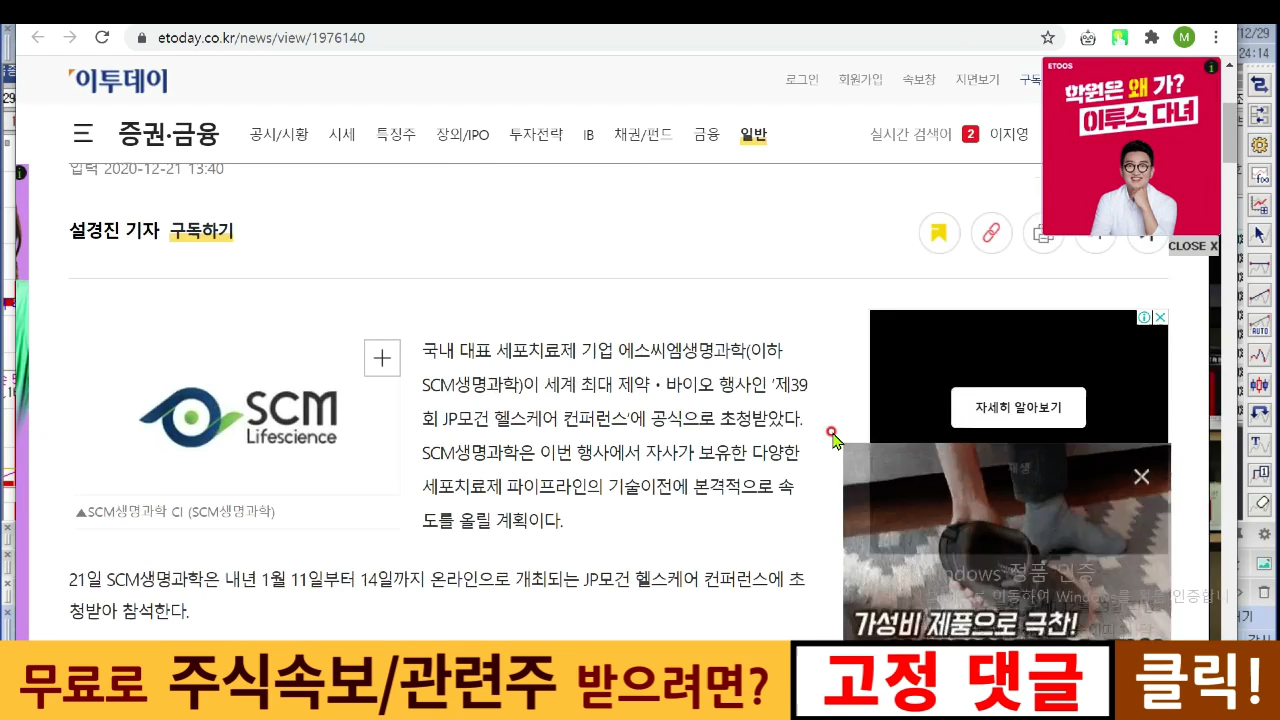 etoday.co.kr/news/view/1976140
M
12/29
24:14
이투데이
로그인 회원가입 속보창 지면보기 구독
증권·금융 공시/시황 시세 특징주 장외/IPO 투자전략 IB 채권/펀드 금융 일반 실시간 검색어 2 이지영
ETOOS
학원은 왜 가?
이투스 다녀
CLOSE X
입력 2020-12-21 13:40
설경진 기자 구독하기
SCM
Lifescience
▲SCM생명과학 CI (SCM생명과학)
국내 대표 세포치료제 기업 에스씨엠생명과학(이하
SCM생명과학)이 세계 최대 제약・바이오 행사인 ‘제39
회 JP모건 헬스케어 컨퍼런스’에 공식으로 초청받았다.
SCM생명과학은 이번 행사에서 자사가 보유한 다양한
세포치료제 파이프라인의 기술이전에 본격적으로 속
도를 올릴 계획이다.
21일 SCM생명과학은 내년 1월 11일부터 14일까지 온라인으로 개최되는 JP모건 헬스케어 컨퍼런스에 초
청받아 참석한다.
자세히 알아보기
재생
정품 인증
가성비 제품으로 극찬!
AUTO
무료로 주식속보/관련주 받으려면? 고정 댓글 클릭!